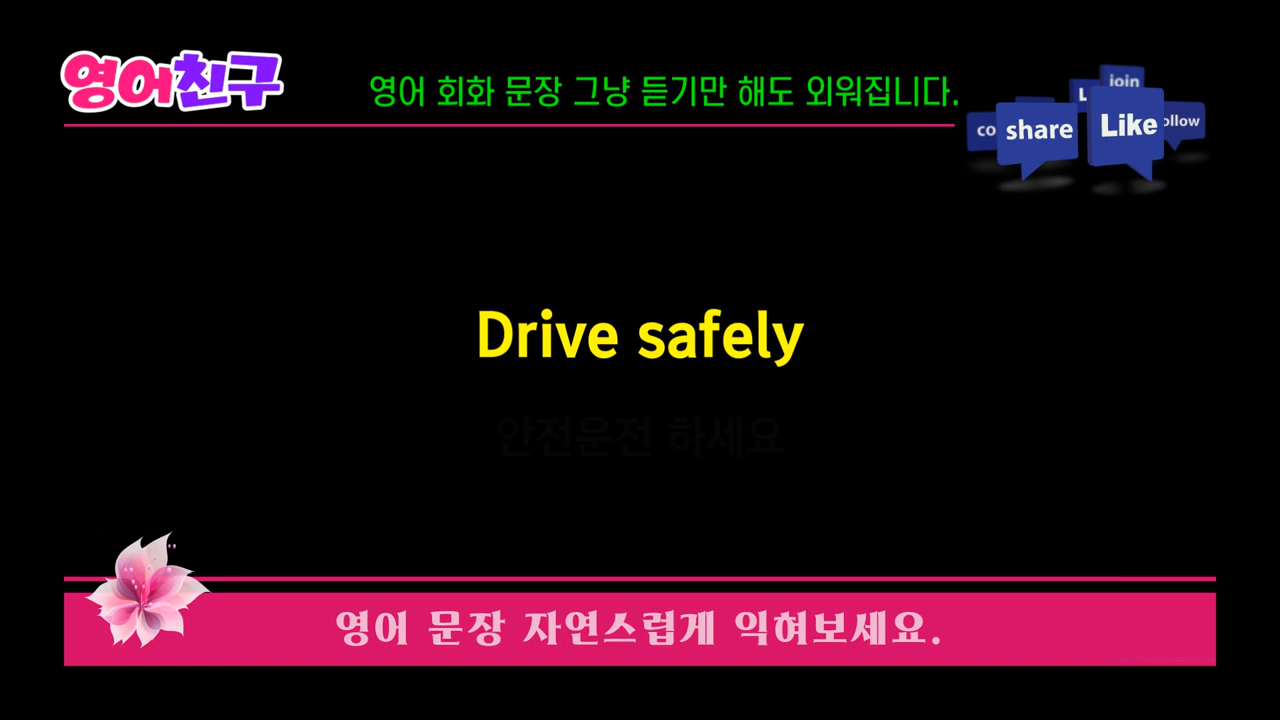 영어친구
영어 회화 문장 그냥 듣기만 해도 외워집니다.
join
share
Like
Drive safely
안전운전 하세요
영어 문장 자연스럽게 익혀보세요.